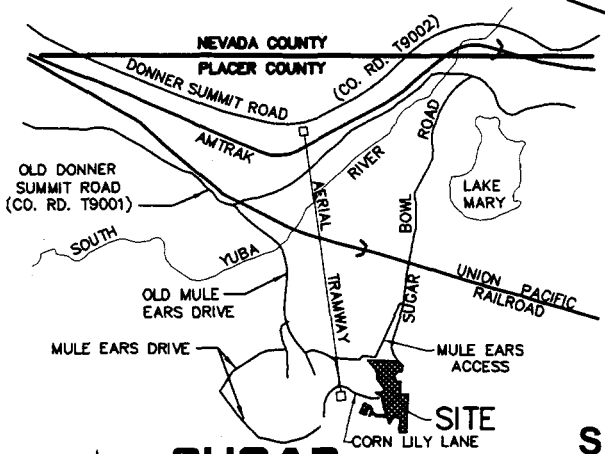 NEVADA COUNTY
PLACER COUNTY
DONNER SUMMIT ROAD
(CO. RD. T9002)
AMTRAK
OLD DONNER
SUMMIT ROAD
(CO. RD. T9001)
SOUTH YUBA RIVER
AERIAL TRAMWAY
SUGAR BOWL ROAD
LAKE
MARY
UNION PACIFIC
RAILROAD
OLD MULE
EARS DRIVE
MULE EARS DRIVE
MULE EARS
ACCESS
SITE
CORN LILY LANE
S